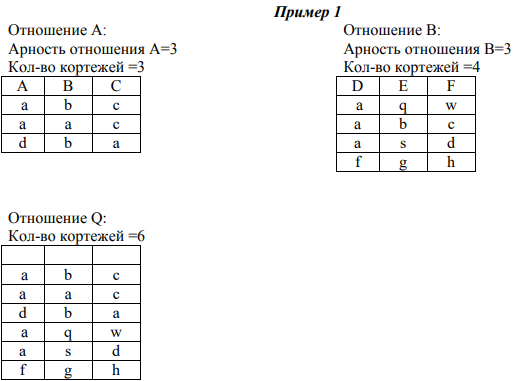 Пример 1
Отношение A:
Арность отношения A=3
Кол-во кортежей =3
A B C
a b c
a a c
d b a
Отношение B:
Арность отношения B=3
Кол-во кортежей =4
D E F
a q w
a b c
a s d
f g h
Отношение Q:
Кол-во кортежей =6
a b c
a a c
d b a
a q w
a s d
f g h